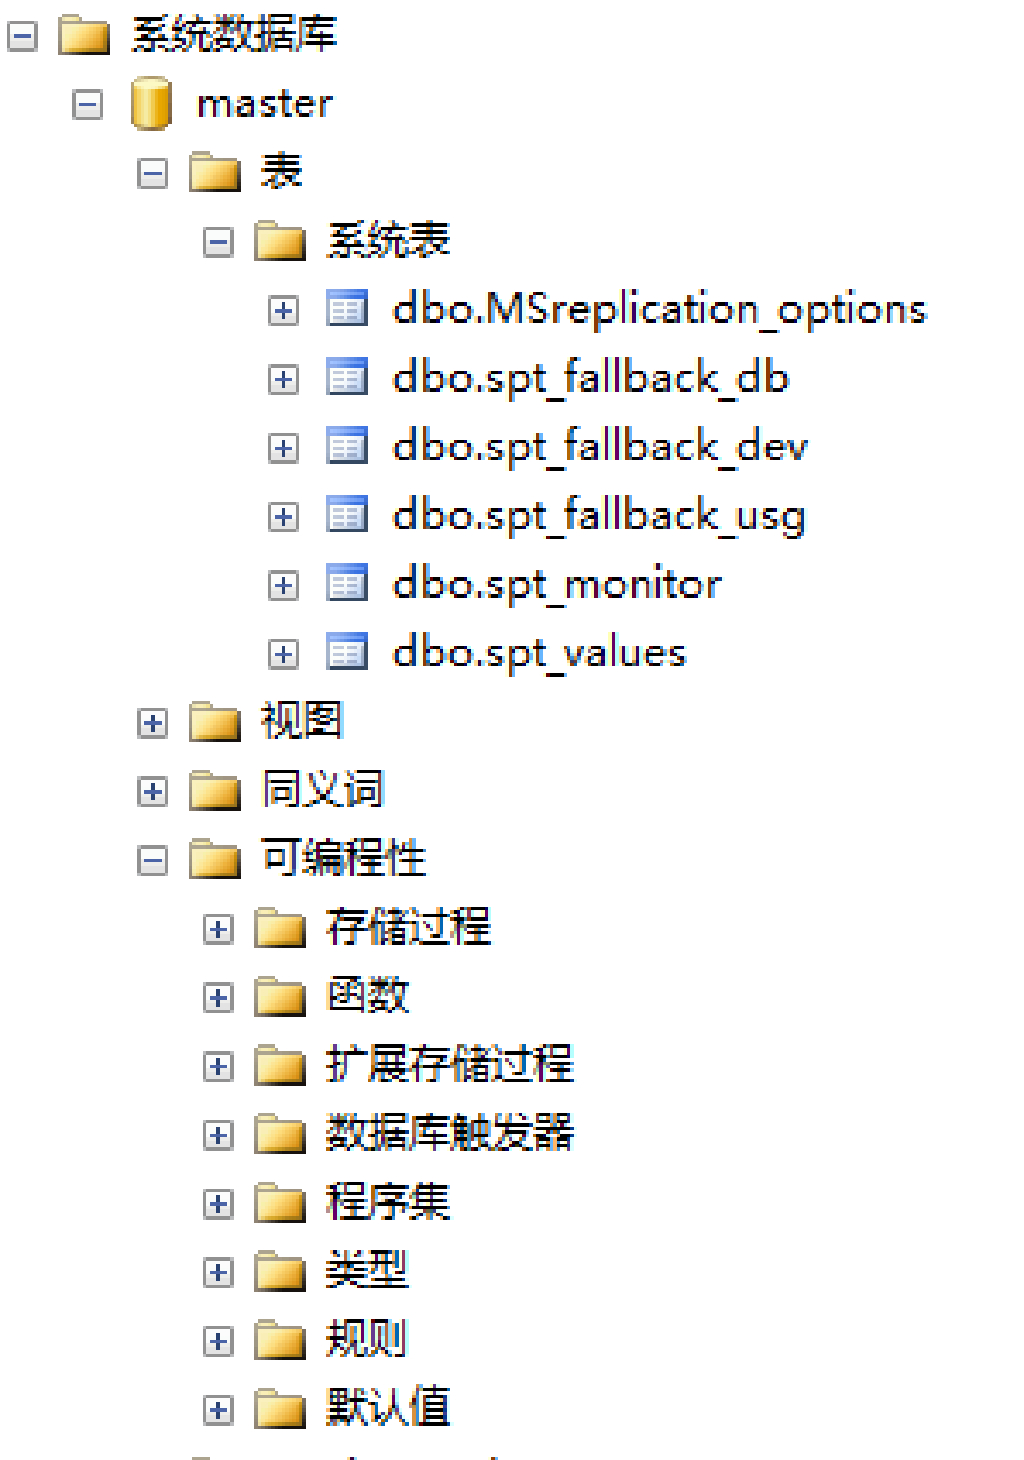 系统数据库
master
表
系统表
dbo.MSreplication_options
dbo.spt_fallback_db
dbo.spt_fallback_dev
dbo.spt_fallback_usg
dbo.spt_monitor
dbo.spt_values
视图
同义词
可编程性
存储过程
函数
扩展存储过程
数据库触发器
程序集
类型
规则
默认值